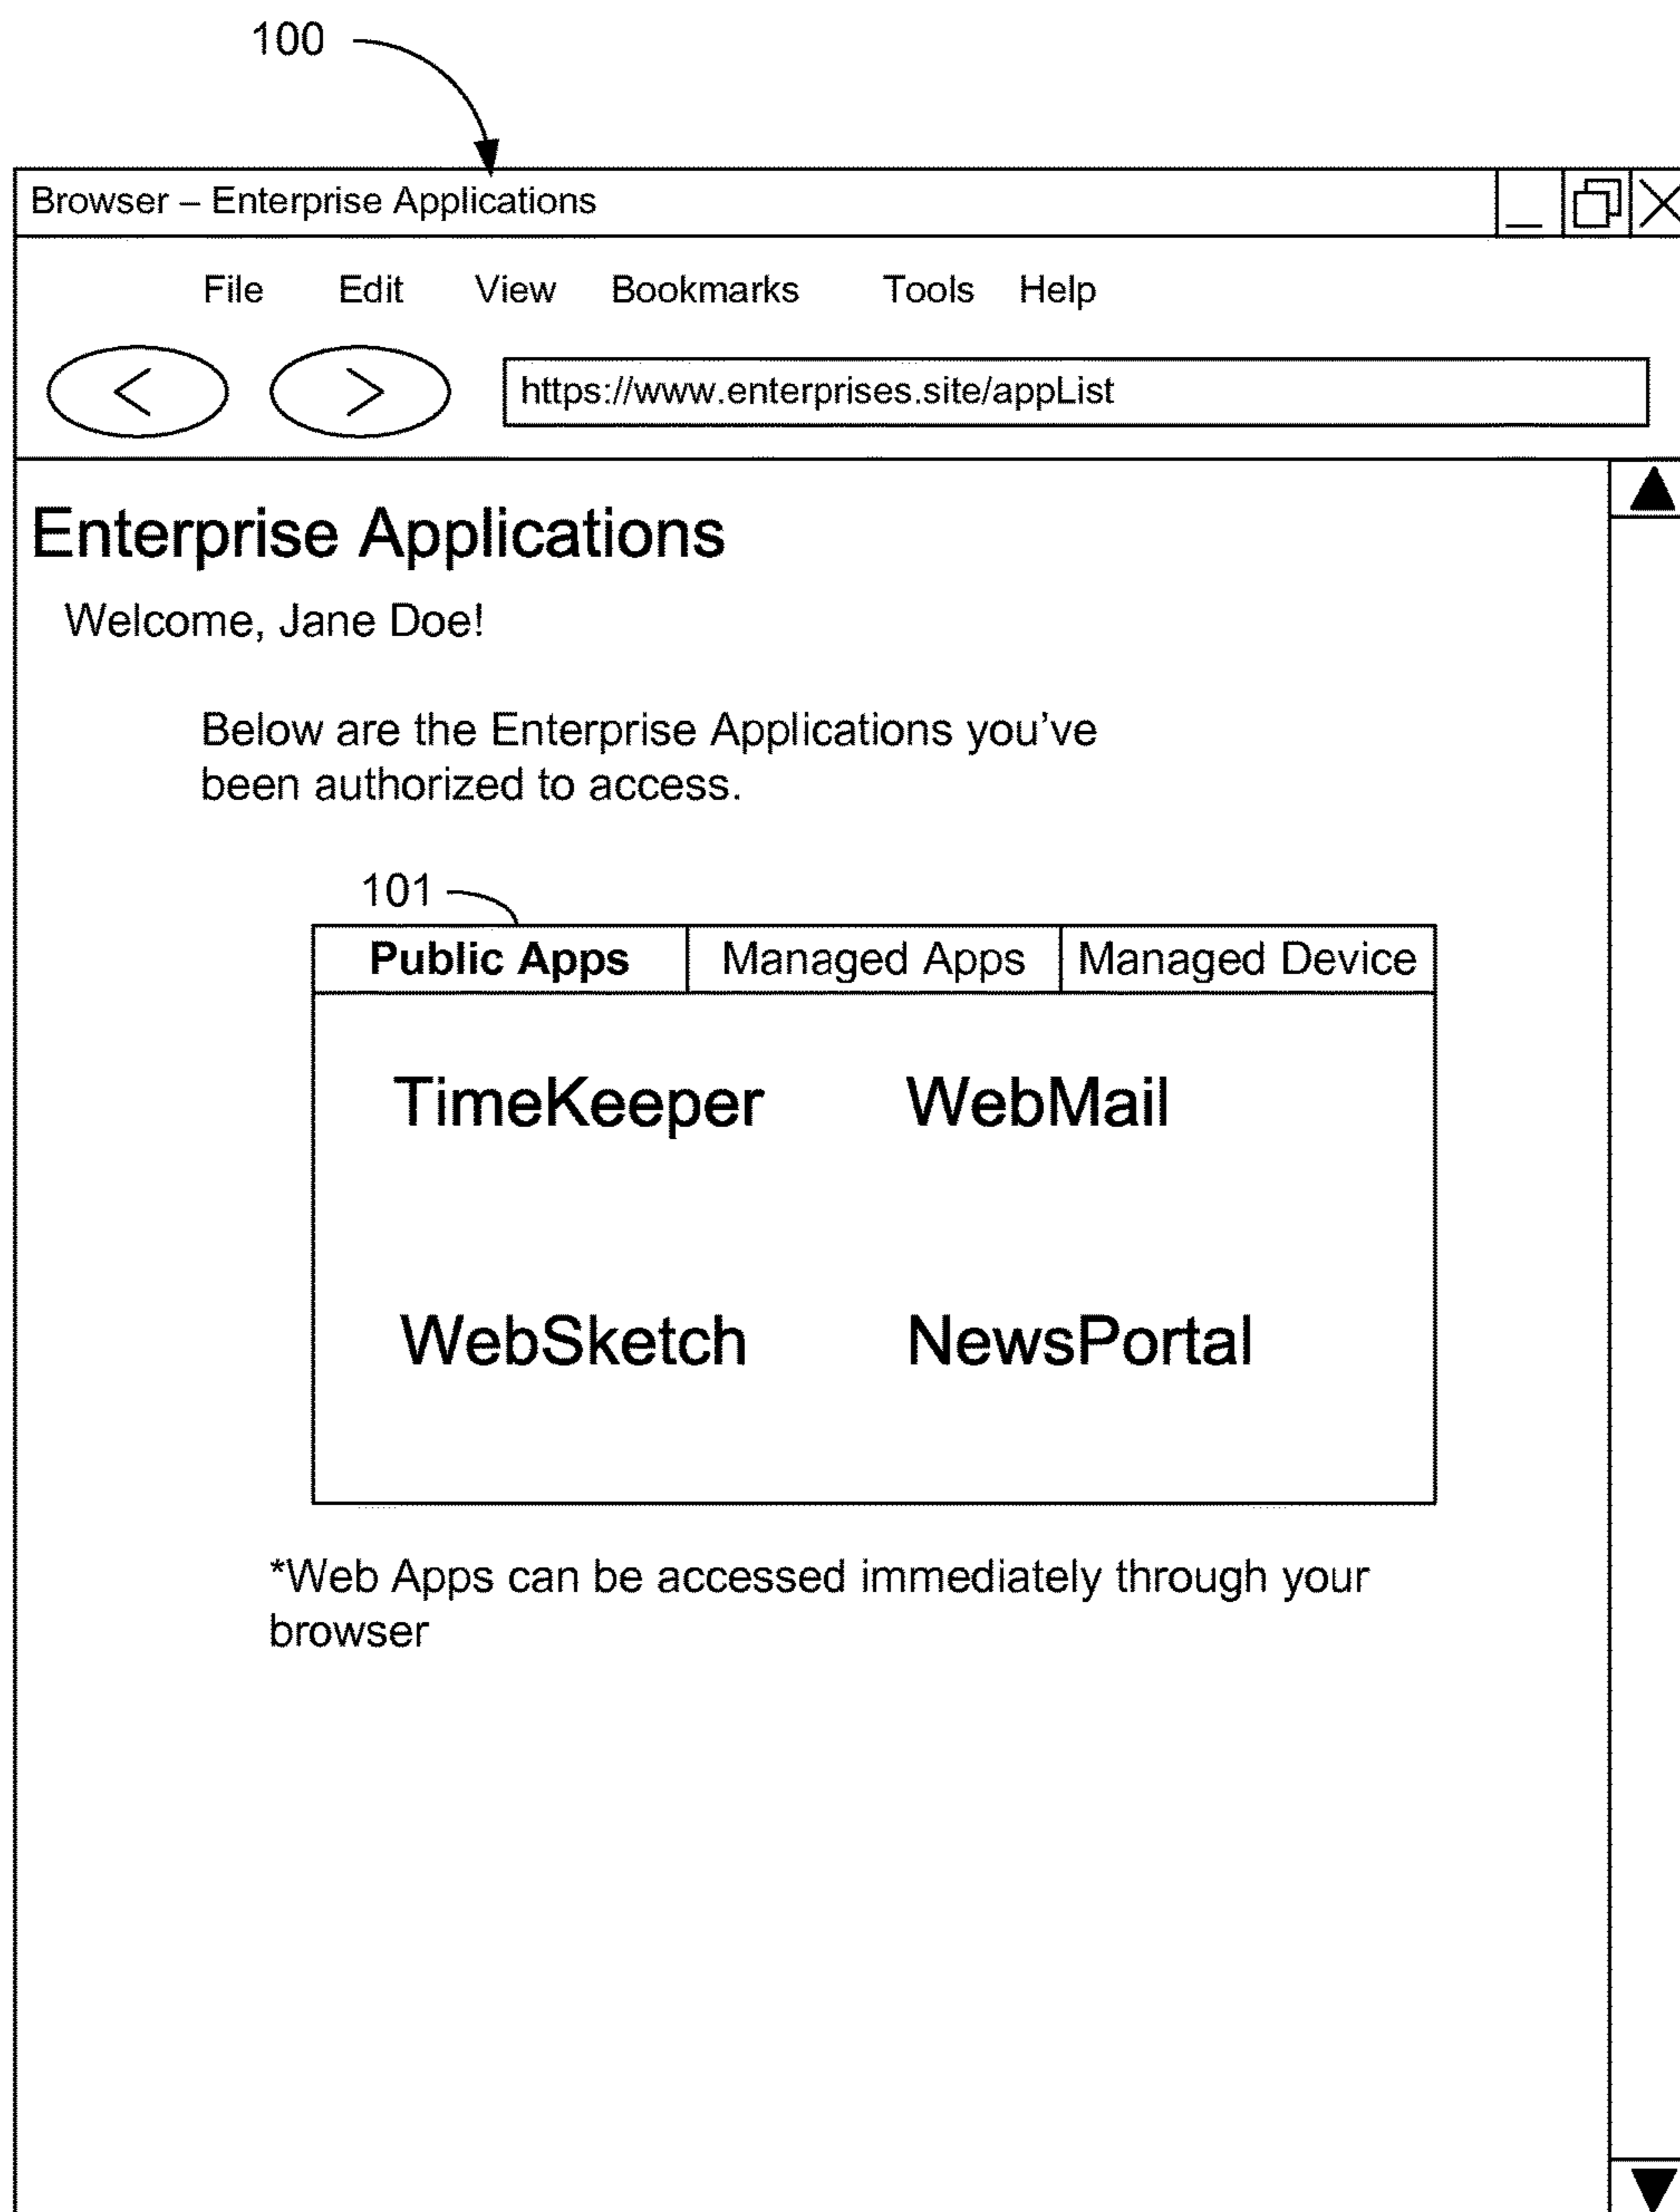 100
Browser – Enterprise Applications
File Edit View Bookmarks Tools Help
< > https://www.enterprises.site/appList
Enterprise Applications
Welcome, Jane Doe!
Below are the Enterprise Applications you’ve
been authorized to access.
101
Public Apps Managed Apps Managed Device
TimeKeeper WebMail
WebSketch NewsPortal
*Web Apps can be accessed immediately through your
browser